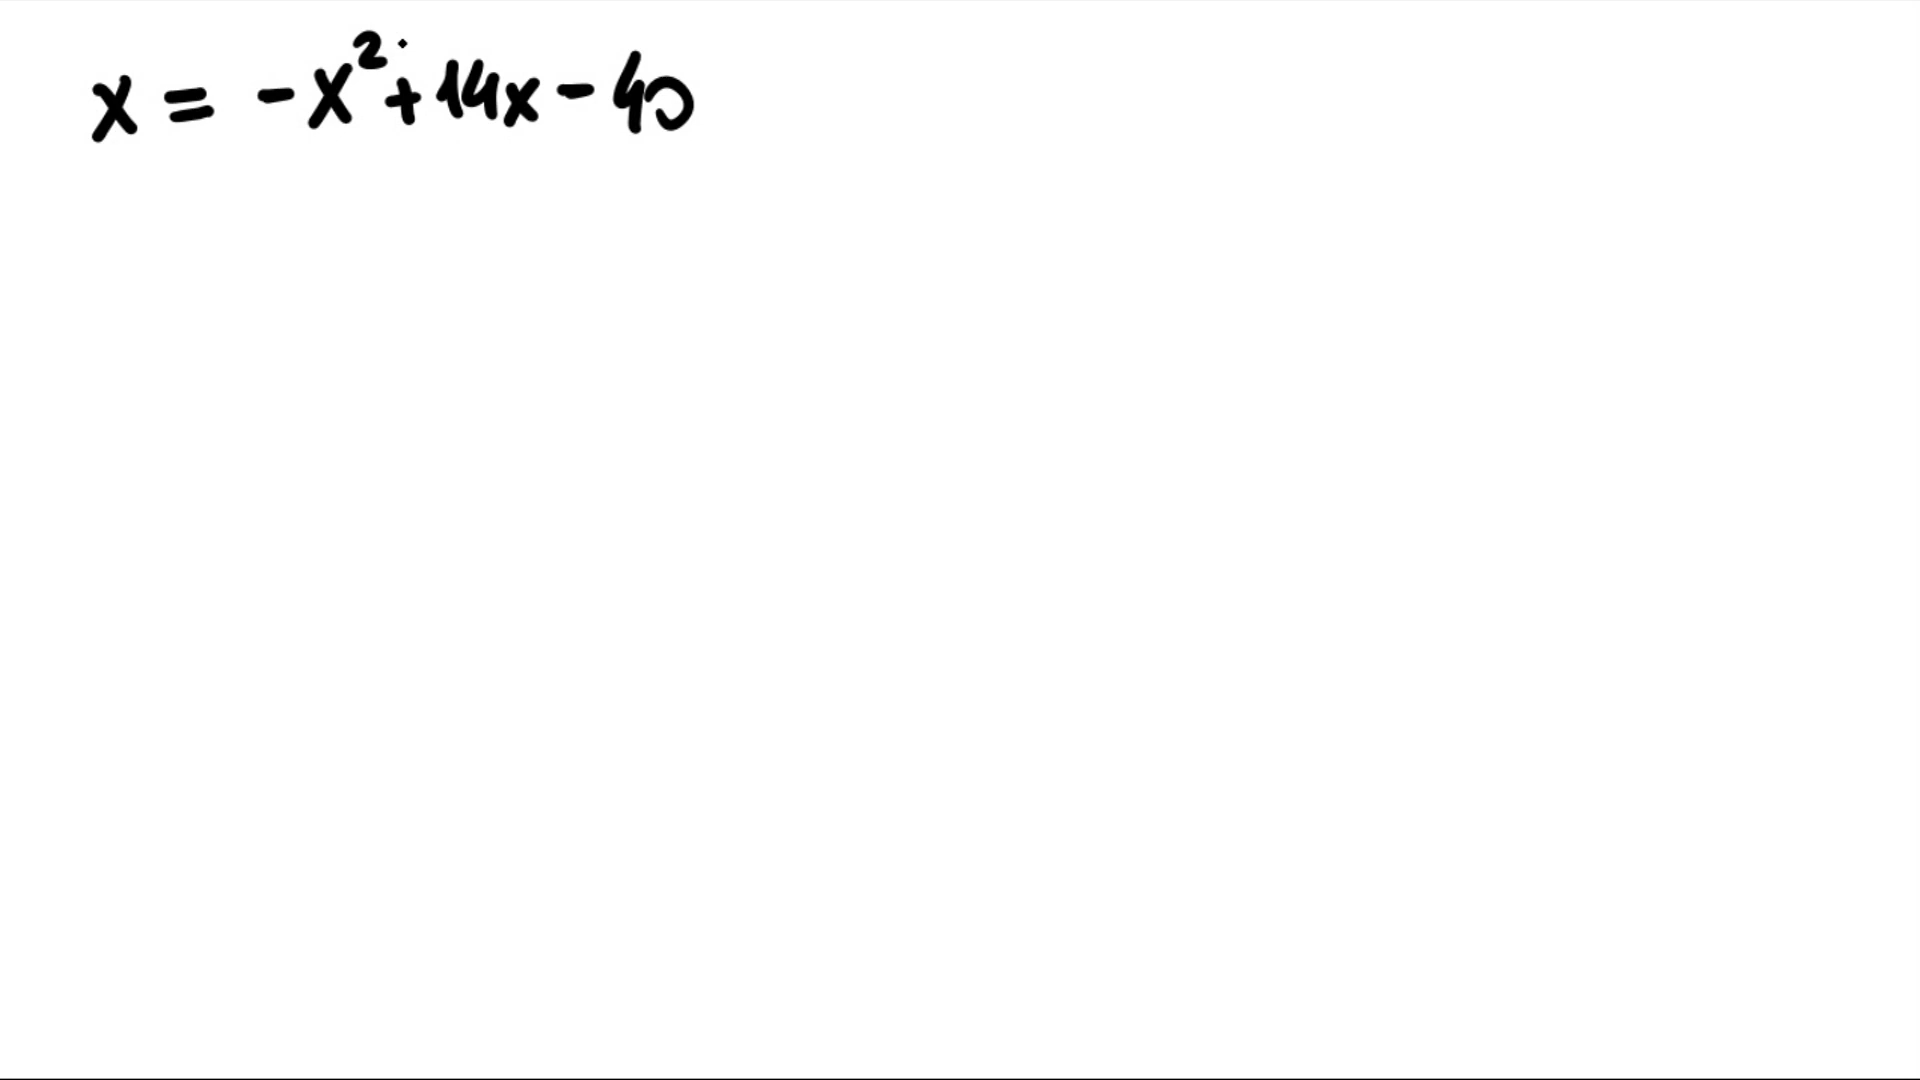 x = -x²+14x - 40